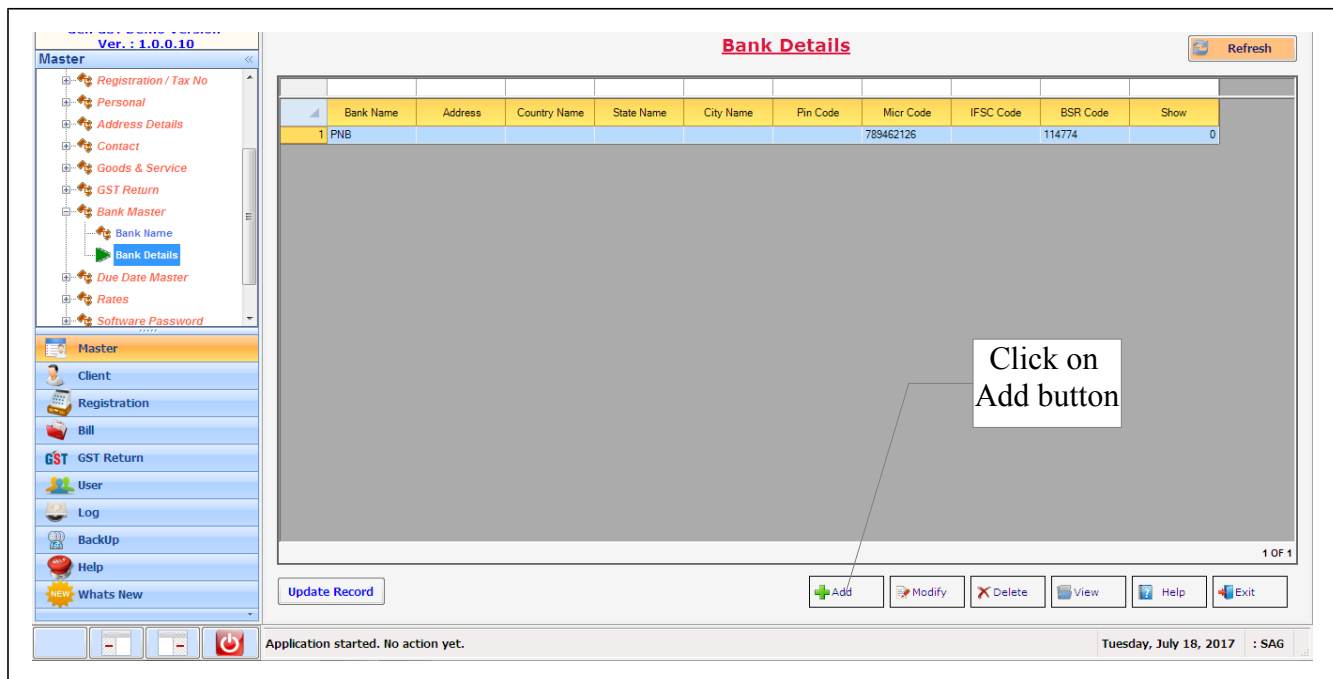 Ver. : 1.0.0.10
Master
Registration / Tax No
Personal
Address Details
Contact
Goods & Service
GST Return
Bank Master
Bank Name
Bank Details
Due Date Master
Rates
Software Password
Master
Client
Registration
Bill
GST GST Return
User
Log
BackUp
Help
NEW Whats New
Bank Details
Refresh
Bank Name Address Country Name State Name City Name Pin Code Micr Code IFSC Code BSR Code Show
1 PNB 789462126 114774 0
Click on
Add button
1 OF 1
Update Record
Add Modify Delete View Help Exit
Application started. No action yet. Tuesday, July 18, 2017 : SAG